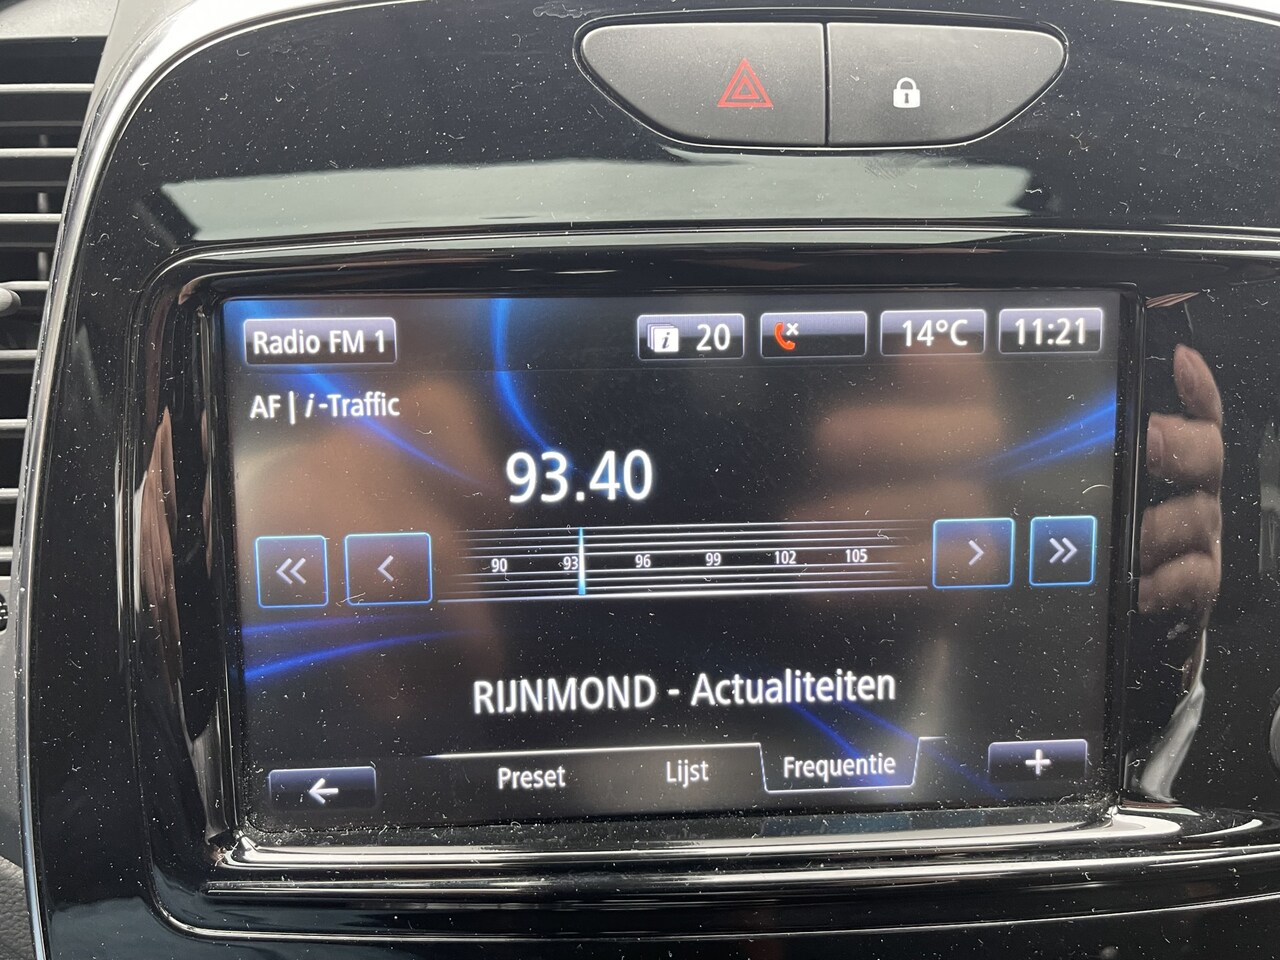 Radio FM 1
i 20
14°C
11:21
AF | i-Traffic
93.40
90 93 96 99 102 105
RIJNMOND - Actualiteiten
Preset
Lijst
Frequentie